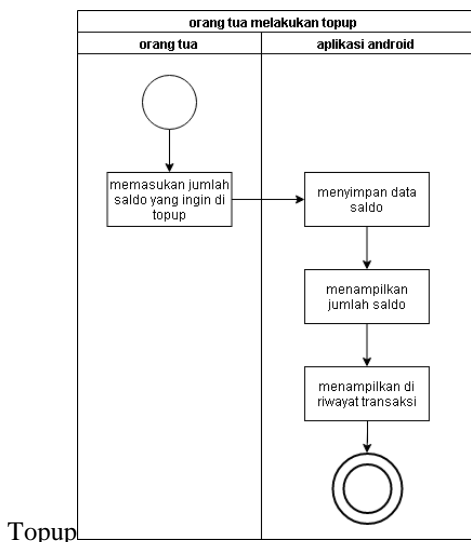 orang tua melakukan topup
orang tua
aplikasi android
memasukan jumlah
saldo yang ingin di
topup
menyimpan data
saldo
menampilkan
jumlah saldo
menampilkan di
riwayat transaksi
Topup